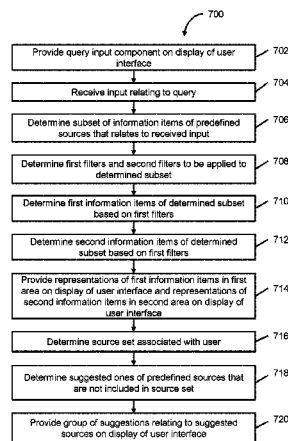 700
Provide query input component on display of user
interface
702
Receive input relating to query
704
Determine subset of information items of predefined
sources that relates to received input
706
Determine first filters and second filters to be applied to
determined subset
708
Determine first information items of determined subset
based on first filters
710
Determine second information items of determined
subset based on first filters
712
Provide representations of first information items in first
area on display of user interface and representations of
second information items in second area on display of
user interface
714
Determine source set associated with user
716
Determine suggested ones of predefined sources that
are not included in source set
718
Provide group of suggestions relating to suggested
sources on display of user interface
720